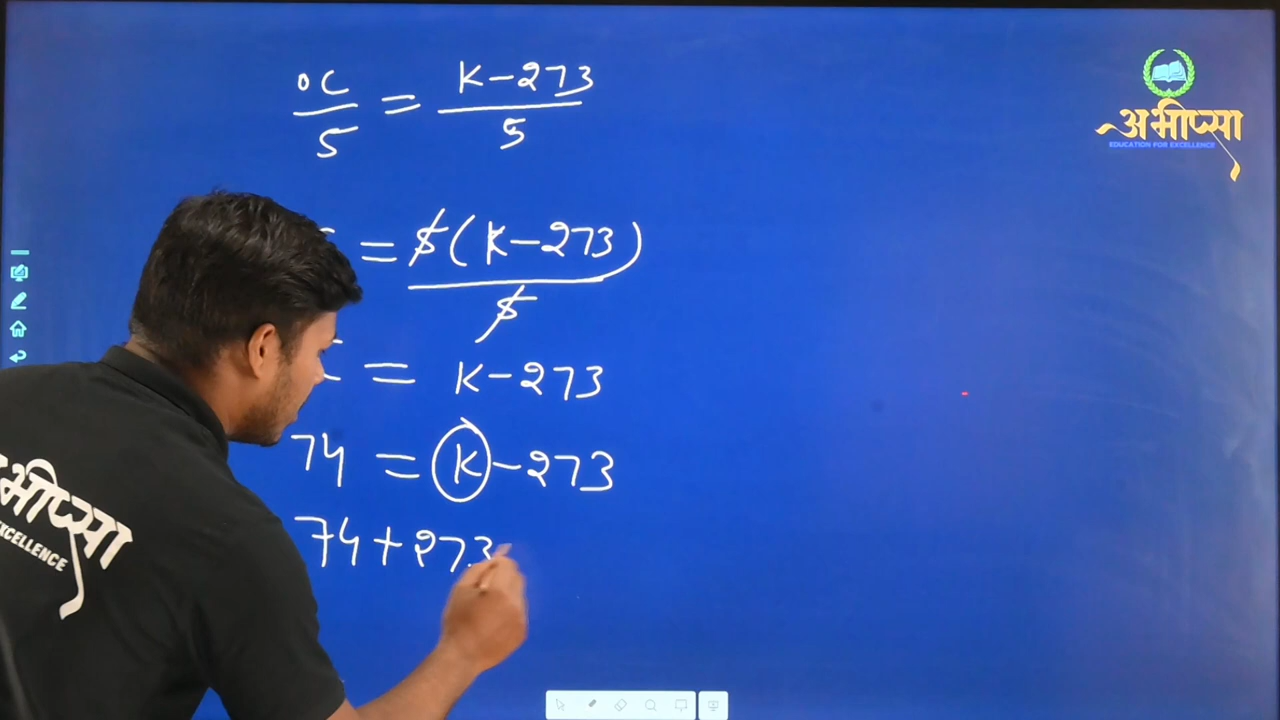 °C/5 = K-273/5
= 5(K-273)/5
= K-273
74 = K-273
74+273
अभीप्सा
EDUCATION FOR EXCELLENCE
भीप्सा
EXCELLENCE